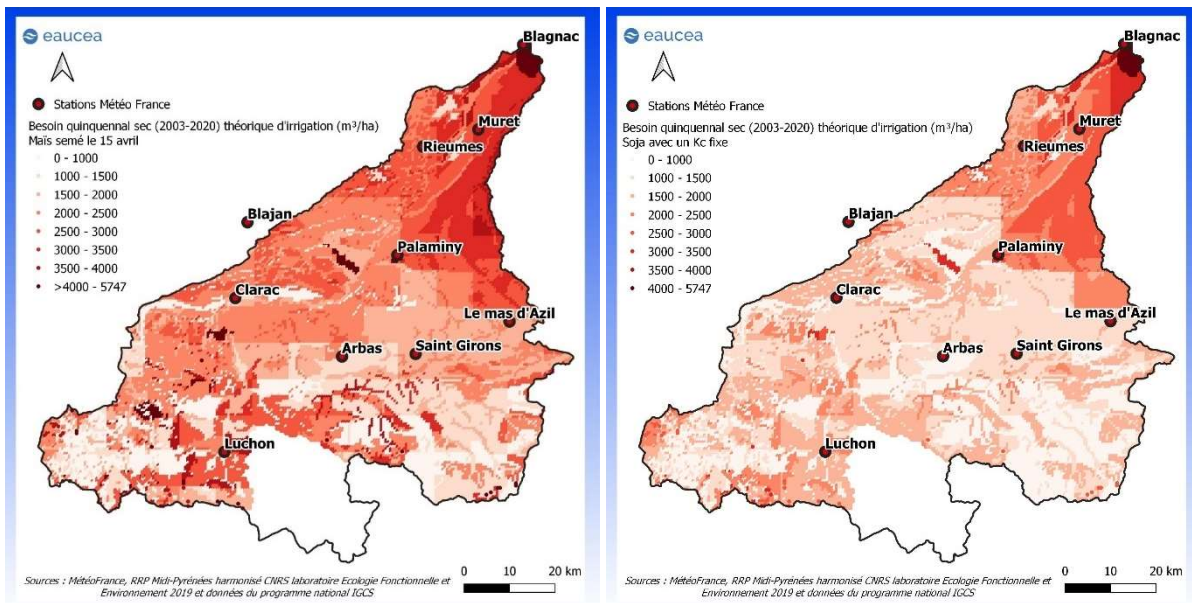 eaucea
Blagnac
Stations Météo France
Besoin quinquennal sec (2003-2020) théorique d'irrigation (m³/ha)
Maïs semé le 15 avril
0 - 1000
1000 - 1500
1500 - 2000
2000 - 2500
2500 - 3000
3000 - 3500
3500 - 4000
>4000 - 5747
Muret
Rieumes
Blajan
Palaminy
Clarac
Le mas d'Azil
Arbas
Saint Girons
Luchon
0 10 20 km
Sources : MétéoFrance, RRP Midi-Pyrénées harmonisé CNRS laboratoire Ecologie Fonctionnelle et
Environnement 2019 et données du programme national IGCS
eaucea
Blagnac
Stations Météo France
Besoin quinquennal sec (2003-2020) théorique d'irrigation (m³/ha)
Soja avec un Kc fixe
0 - 1000
1000 - 1500
1500 - 2000
2000 - 2500
2500 - 3000
3000 - 3500
3500 - 4000
4000 - 5747
Muret
Rieumes
Blajan
Palaminy
Clarac
Le mas d'Azil
Arbas
Saint Girons
Luchon
0 10 20 km
Sources : MétéoFrance, RRP Midi-Pyrénées harmonisé CNRS laboratoire Ecologie Fonctionnelle et
Environnement 2019 et données du programme national IGCS